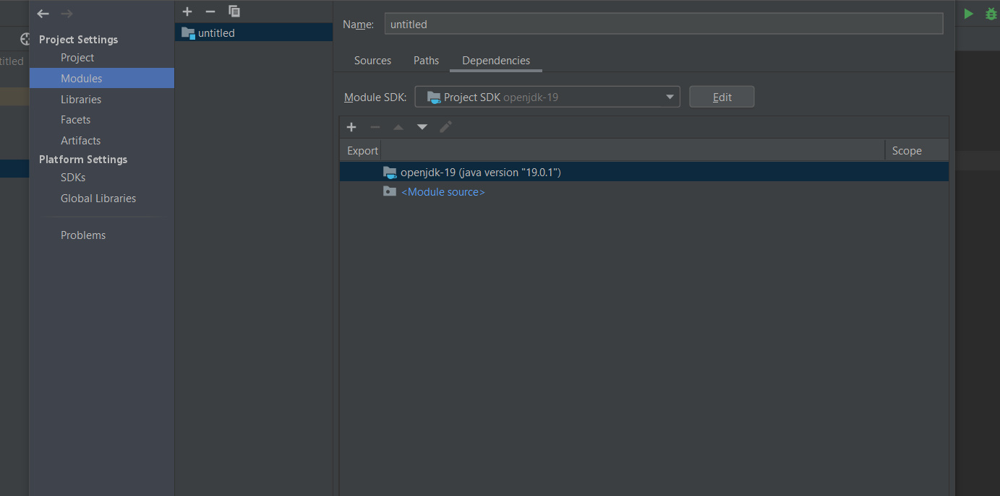 Project Settings
Project
Modules
Libraries
Facets
Artifacts
Platform Settings
SDKs
Global Libraries
Problems
untitled
Name: untitled
Sources Paths Dependencies
Module SDK: Project SDK openjdk-19 Edit
Export Scope
openjdk-19 (java version "19.0.1")
<Module source>
titled